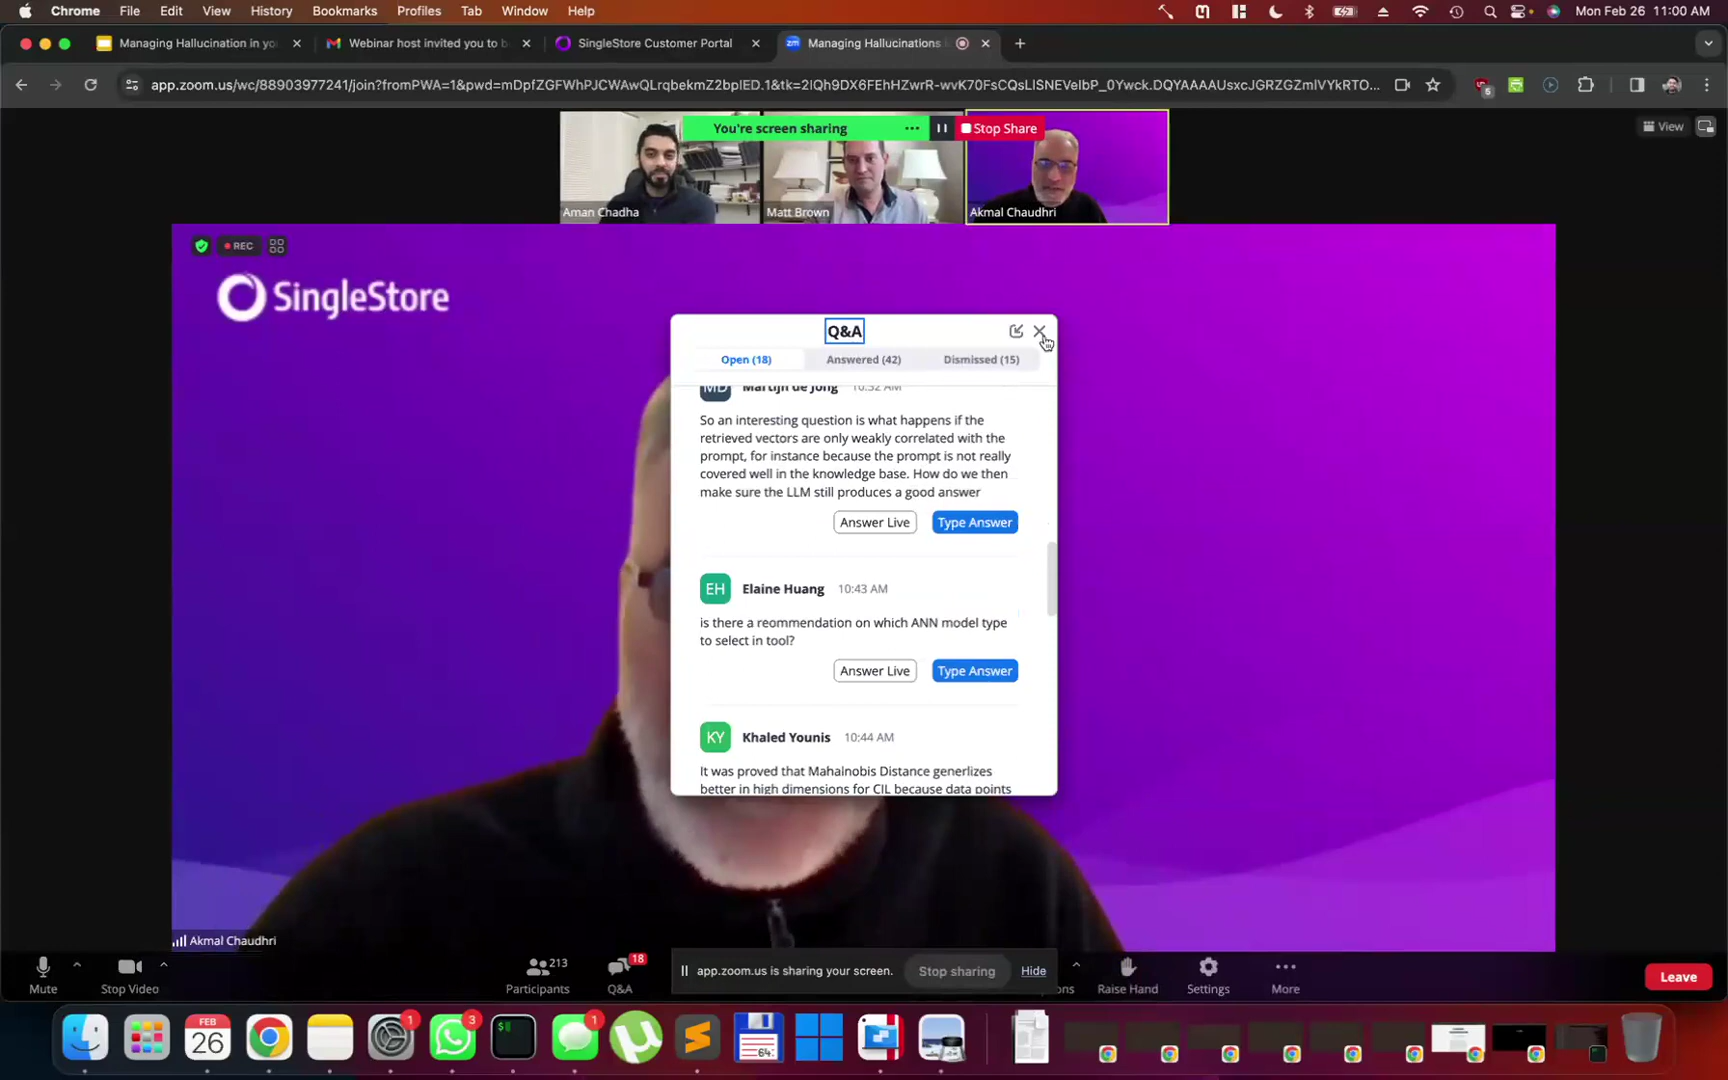 Chrome File Edit View History Bookmarks Profiles Tab Window Help
Mon Feb 26 11:00 AM
Managing Hallucination in yo
Webinar host invited you to b
SingleStore Customer Portal
Managing Hallucinations
app.zoom.us/wc/88903977241/join?fromPWA=1&pwd=
5
You're screen sharing
Stop Share
View
Aman Chadha
Matt Brown
Akmal Chaudhri
REC
SingleStore
Q&A
Open (18)
Answered (42)
Dismissed (15)
Martijn de Jong 10:32 AM
So an interesting question is what happens if the
retrieved vectors are only weakly correlated with the
prompt, for instance because the prompt is not really
covered well in the knowledge base. How do we then
make sure the LLM still produces a good answer
Answer Live
Type Answer
EH
Elaine Huang 10:43 AM
is there a reommendation on which ANN model type
to select in tool?
Answer Live
Type Answer
KY
Khaled Younis 10:44 AM
It was proved that Mahainobis Distance generlizes
better in high dimensions for CIL because data points
Akmal Chaudhri
Mute
Stop Video
213
Participants
18
Q&A
app.zoom.us is sharing your screen.
Stop sharing
Hide
ons
Raise Hand
Settings
More
Leave
FEB
26
1
3
1
64